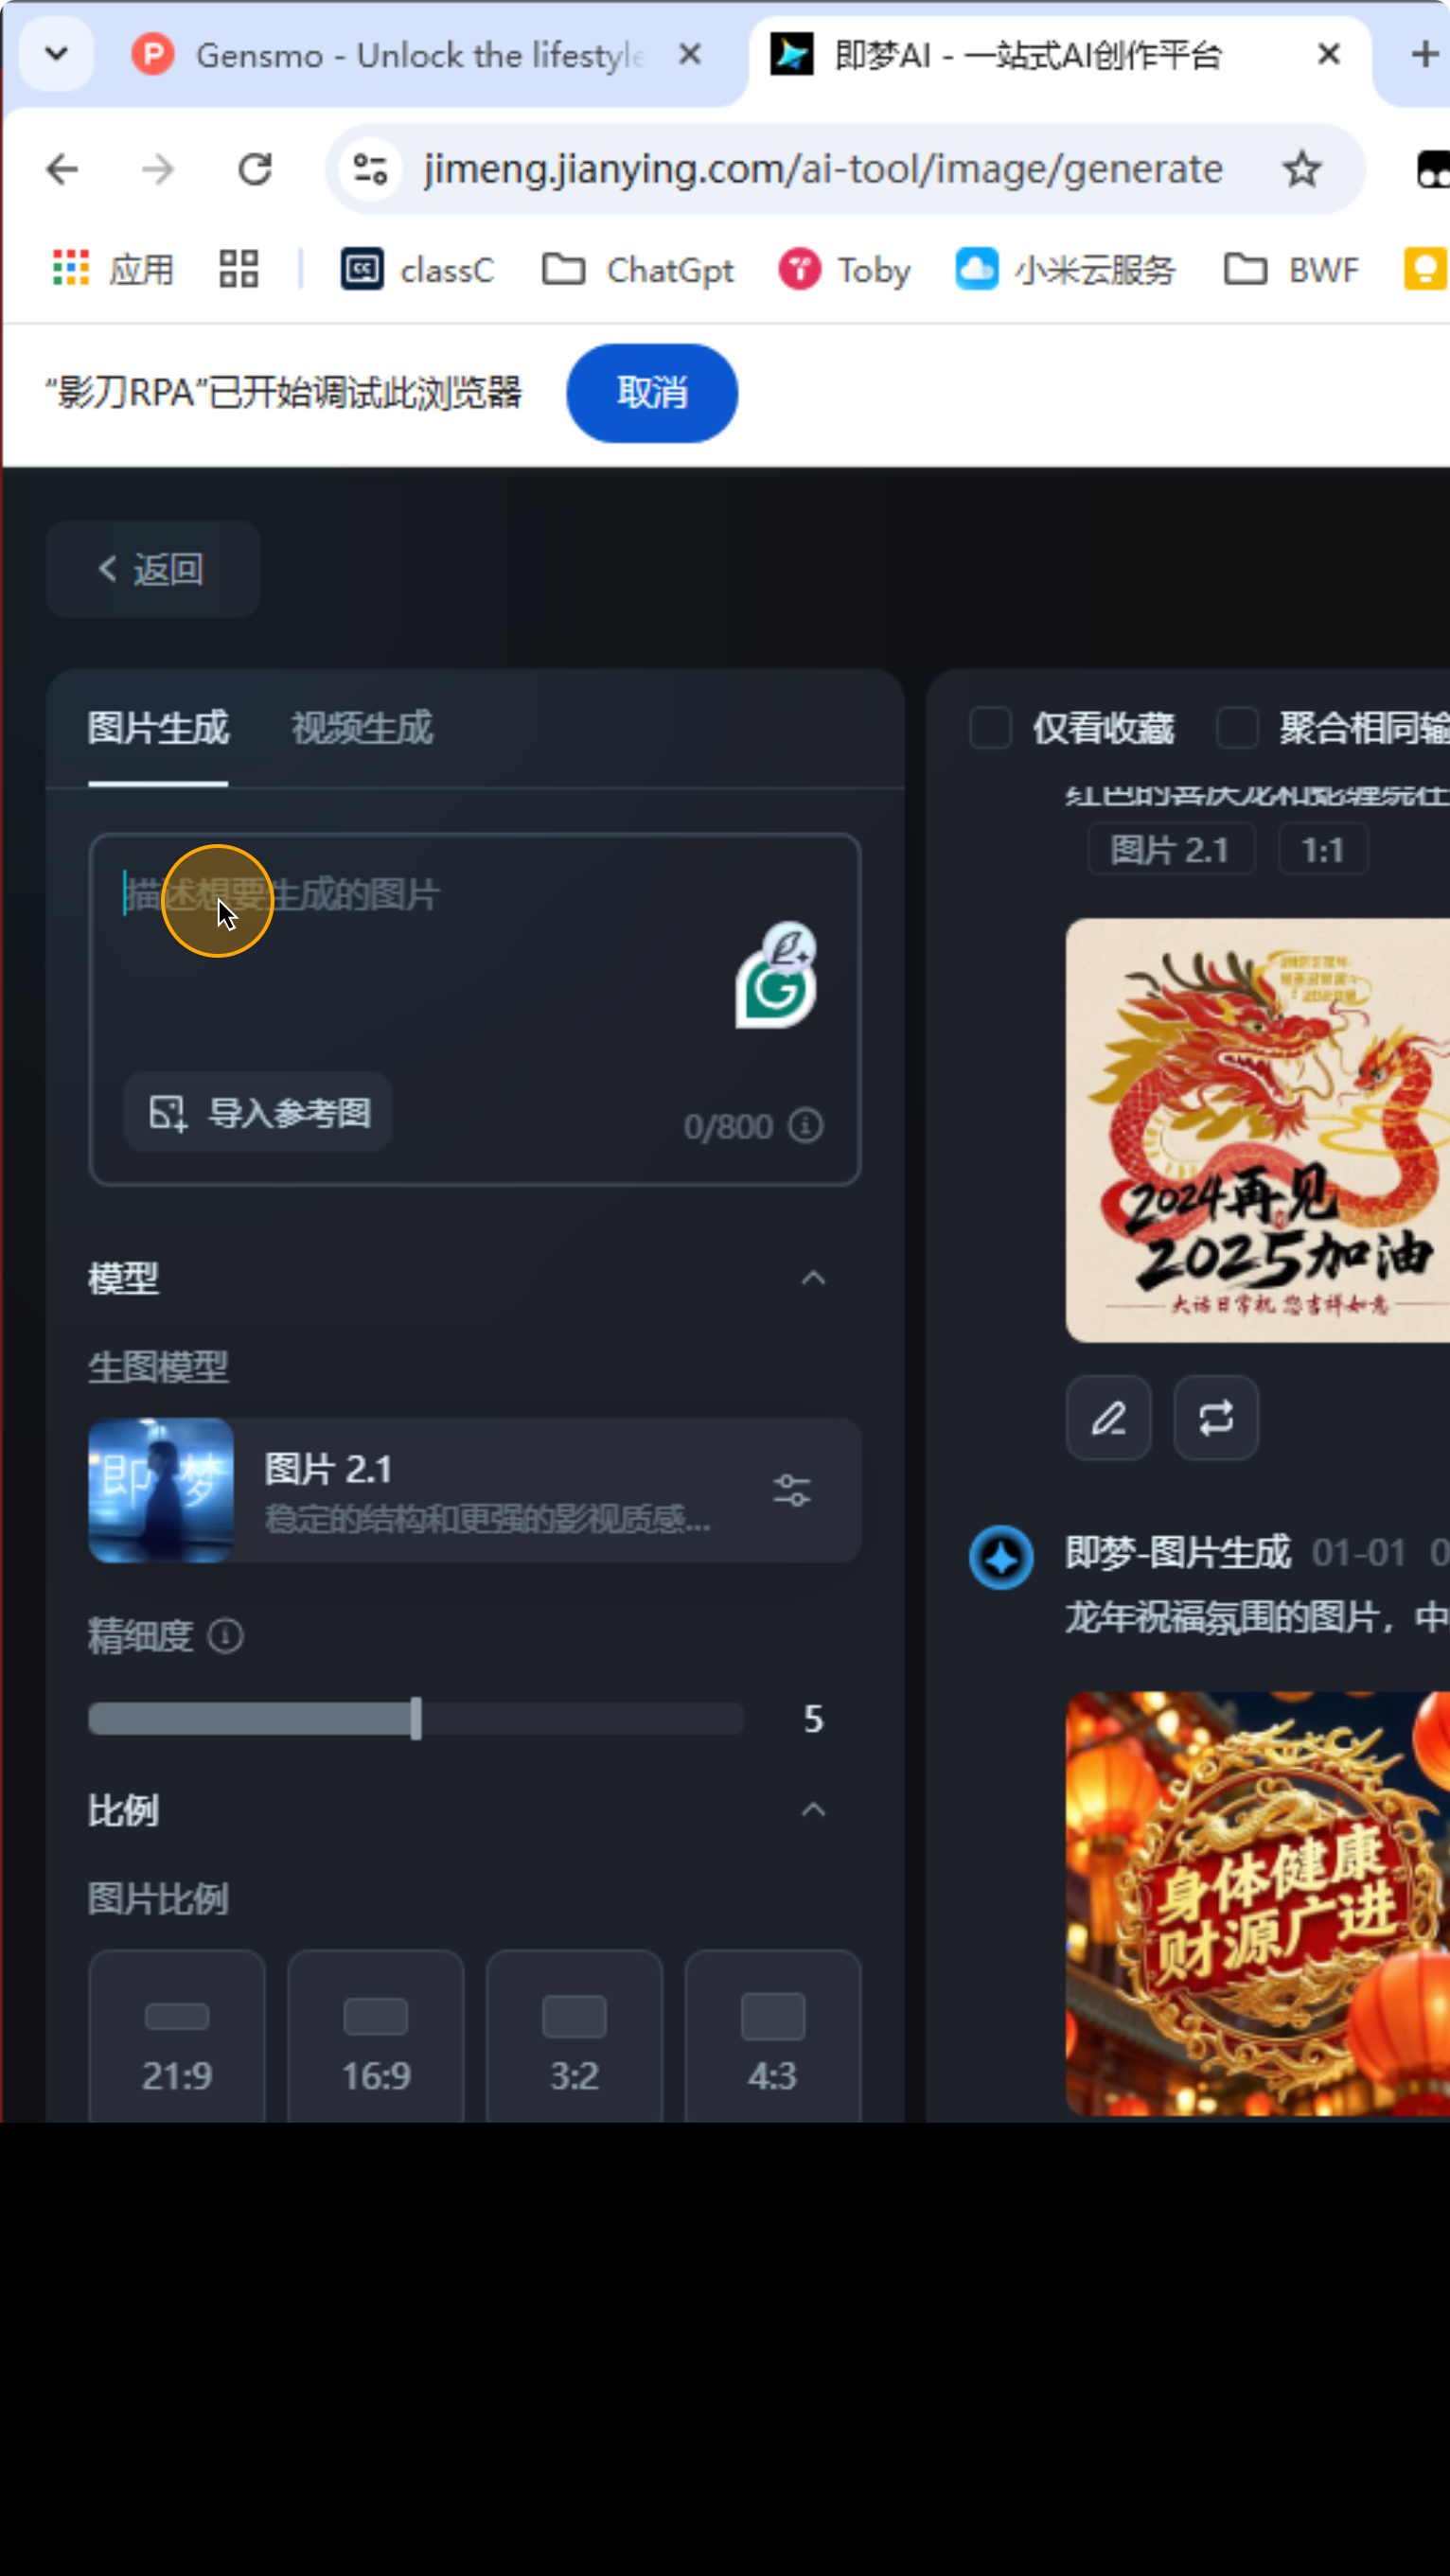 Gensmo - Unlock the lifestyle
即梦AI - 一站式AI创作平台
jimeng.jianying.com/ai-tool/image/generate
应用
classC
ChatGpt
Toby
小米云服务
BWF
“影刀RPA”已开始调试此浏览器
取消
返回
图片生成
视频生成
仅看收藏
聚合相同输
描述想要生成的图片
导入参考图
0/800
红色的喜庆龙和
图片 2.1
1:1
2024再见
2025加油
模型
生图模型
即梦
图片 2.1
稳定的结构和更强的影视质感...
精细度
5
比例
图片比例
21:9
16:9
3:2
4:3
即梦-图片生成 01-01 0
龙年祝福氛围的图片，中
身体健康
财源广进